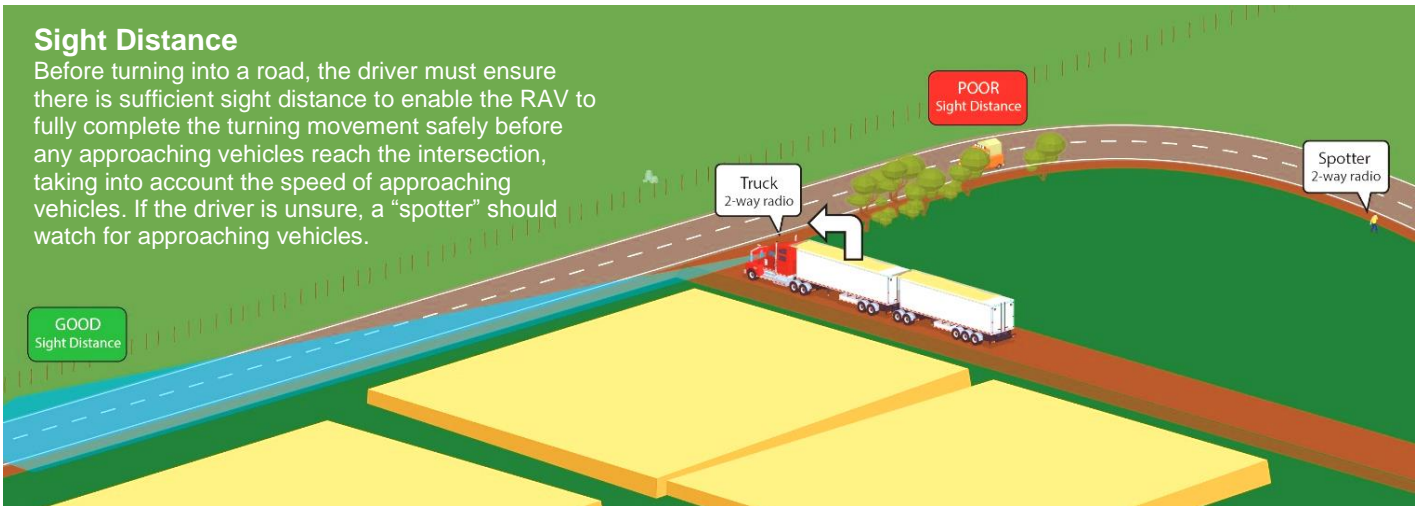 Sight Distance
Before turning into a road, the driver must ensure
there is sufficient sight distance to enable the RAV to
fully complete the turning movement safely before
any approaching vehicles reach the intersection,
taking into account the speed of approaching
vehicles. If the driver is unsure, a “spotter” should
watch for approaching vehicles.
POOR
Sight Distance
Spotter
2-way radio
Truck
2-way radio
GOOD
Sight Distance